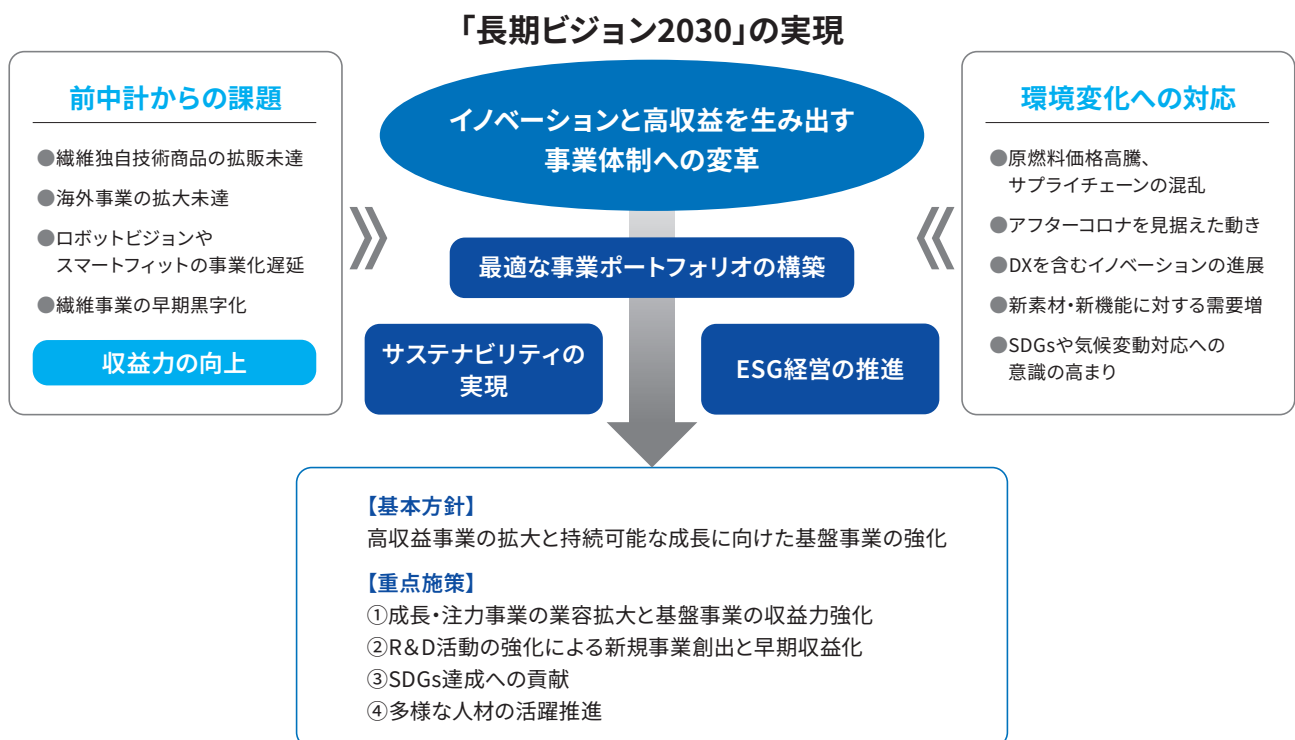 「長期ビジョン2030」の実現
前中計からの課題
●繊維独自技術商品の拡販未達
●海外事業の拡大未達
●ロボットビジョンや
スマートフィットの事業化遅延
●繊維事業の早期黒字化
収益力の向上
イノベーションと高収益を生み出す
事業体制への変革
最適な事業ポートフォリオの構築
サステナビリティの
実現
ESG経営の推進
環境変化への対応
●原燃料価格高騰、
サプライチェーンの混乱
●アフターコロナを見据えた動き
●DXを含むイノベーションの進展
●新素材・新機能に対する需要増
●SDGsや気候変動対応への
意識の高まり
【基本方針】
高収益事業の拡大と持続可能な成長に向けた基盤事業の強化
【重点施策】
①成長・注力事業の業容拡大と基盤事業の収益力強化
②R&D活動の強化による新規事業創出と早期収益化
③SDGs達成への貢献
④多様な人材の活躍推進